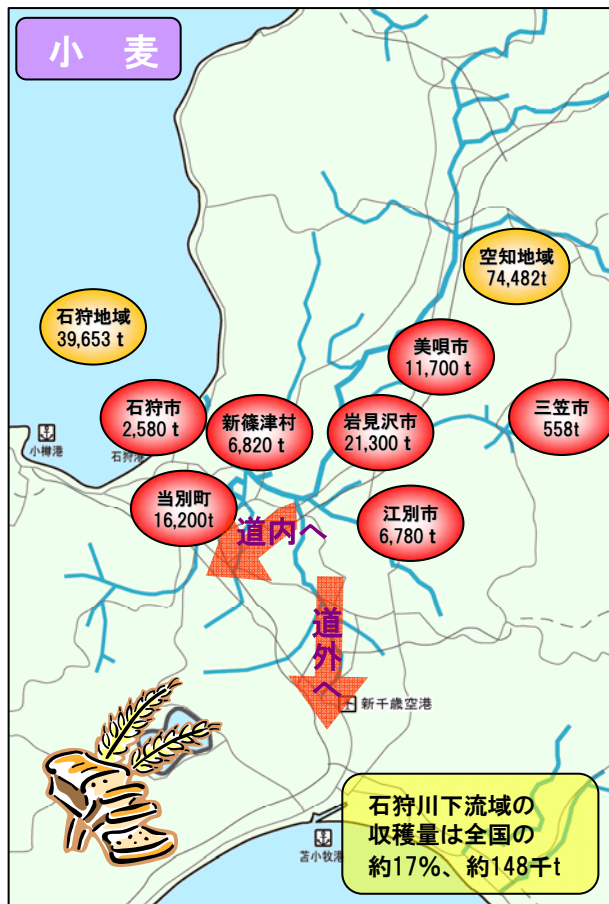 小 麦
空知地域
74,482t
石狩地域
39,653 t
美唄市
11,700 t
石狩市
2,580 t
新篠津村
6,820 t
岩見沢市
21,300 t
三笠市
558t
小樽港
石狩港
当別町
16,200t
江別市
6,780 t
道内へ
道外へ
新千歳空港
石狩川下流域の
収穫量は全国の
約17%、約148千t
苫小牧港